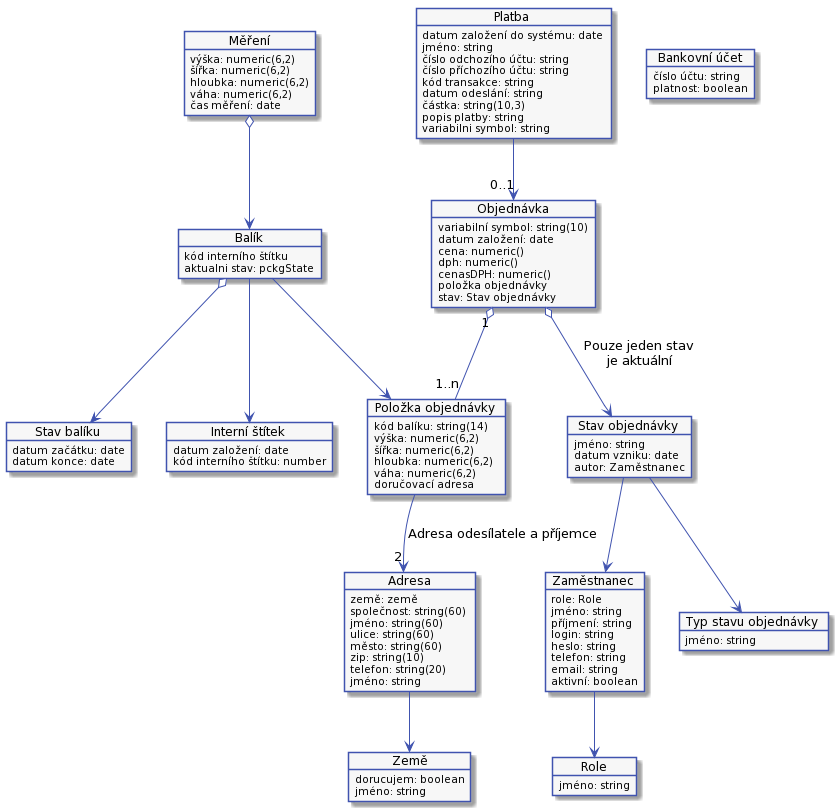 Platba
datum založení do systému: date
jméno: string
číslo odchozího účtu: string
číslo příchozího účtu: string
kód transakce: string
datum odeslání: string
částka: string(10,3)
popis platby: string
variabilni symbol: string
Měření
výška: numeric(6,2)
šířka: numeric(6,2)
hloubka: numeric(6,2)
váha: numeric(6,2)
čas měření: date
Bankovní účet
číslo účtu: string
platnost: boolean
0..1
Objednávka
variabilní symbol: string(10)
datum založení: date
cena: numeric()
dph: numeric()
cenasDPH: numeric()
položka objednávky
stav: Stav objednávky
Balík
kód interního štítku
aktualni stav: pckgState
1
Pouze jeden stav
je aktuální
1..n
Stav balíku
datum začátku: date
datum konce: date
Interní štítek
datum založení: date
kód interního štítku: number
Položka objednávky
kód balíku: string(14)
výška: numeric(6,2)
šířka: numeric(6,2)
hloubka: numeric(6,2)
váha: numeric(6,2)
doručovací adresa
Stav objednávky
jméno: string
datum vzniku: date
autor: Zaměstnanec
Adresa odesílatele a příjemce
2
Adresa
země: země
společnost: string(60)
jméno: string(60)
ulice: string(60)
město: string(60)
zip: string(10)
telefon: string(20)
jméno: string
Zaměstnanec
role: Role
jméno: string
příjmení: string
login: string
heslo: string
telefon: string
email: string
aktivní: boolean
Typ stavu objednávky
jméno: string
Země
dorucujem: boolean
jméno: string
Role
jméno: string